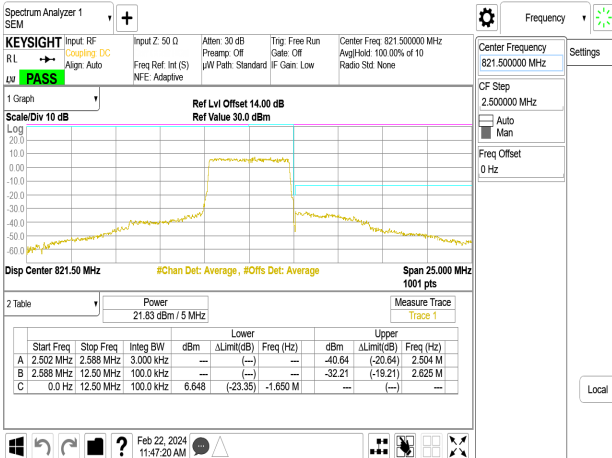 Spectrum Analyzer 1
SEM
Frequency
KEYSIGHT
RL
PASS
Input: RF
Coupling: DC
Align: Auto
Input Z: 50 Ω
Freq Ref: Int (S)
NFE: Adaptive
Atten: 30 dB
Preamp: Off
µW Path: Standard
Trig: Free Run
Gate: Off
IF Gain: Low
Center Freq: 821.500000 MHz
Avg|Hold: 100.00% of 10
Radio Std: None
Center Frequency
821.500000 MHz
Settings
CF Step
2.500000 MHz
Auto
Man
Freq Offset
0 Hz
Local
1 Graph
Scale/Div 10 dB
Ref Lvl Offset 14.00 dB
Ref Value 30.0 dBm
Log
20.0
10.0
0.00
-10.0
-20.0
-30.0
-40.0
-50.0
-60.0
Disp Center 821.50 MHz
#Chan Det: Average, #Offs Det: Average
Span 25.000 MHz
1001 pts
2 Table
Power
21.83 dBm / 5 MHz
Measure Trace
Trace 1
Lower Upper
Start Freq Stop Freq Integ BW dBm ΔLimit(dB) Freq (Hz) dBm ΔLimit(dB) Freq (Hz)
A 2.502 MHz 2.588 MHz 3.000 kHz --- (---) --- -40.64 (-20.64) 2.504 M
B 2.588 MHz 12.50 MHz 100.0 kHz --- (---) --- -32.21 (-19.21) 2.625 M
C 0.0 Hz 12.50 MHz 100.0 kHz 6.648 (-23.35) -1.650 M --- (---) ---
Feb 22, 2024
11:47:20 AM